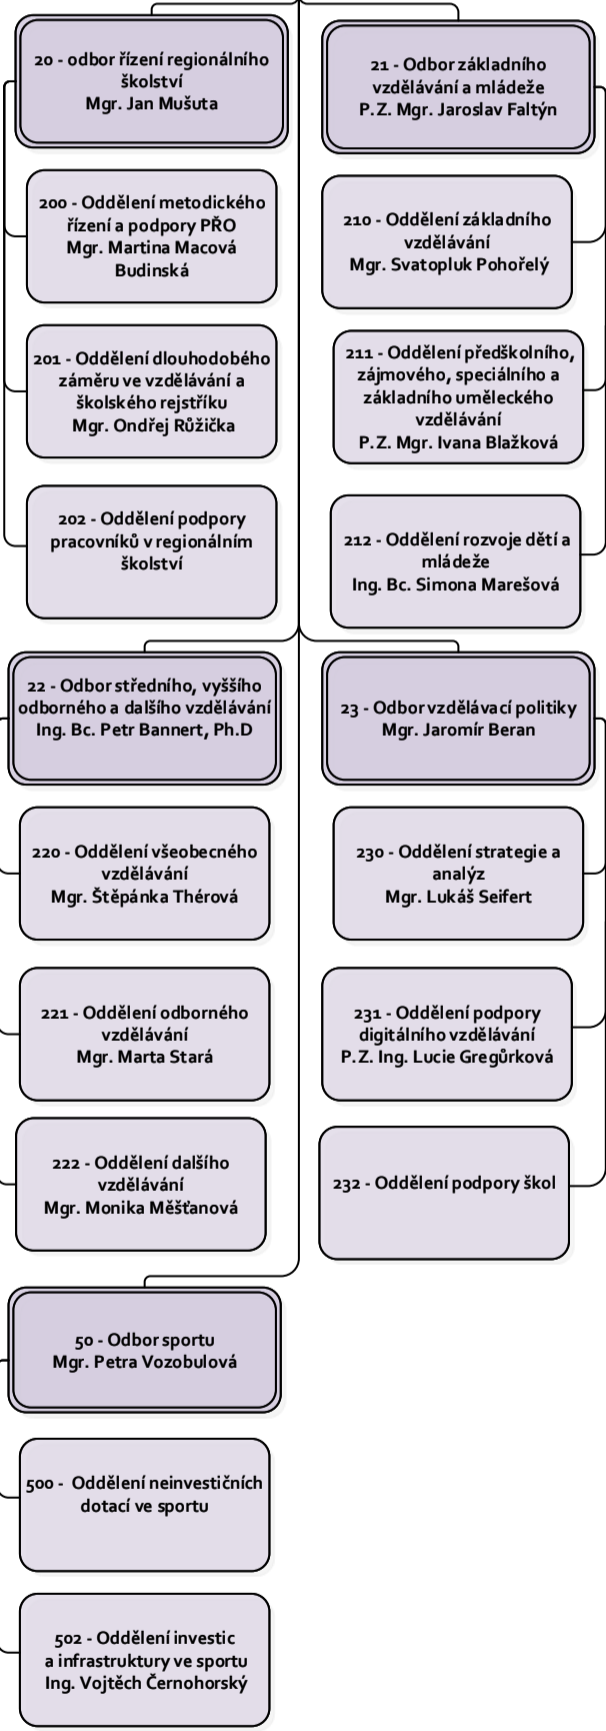 20 - odbor řízení regionálního
školství
Mgr. Jan Mušuta
200 - Oddělení metodického
řízení a podpory PŘO
Mgr. Martina Macová
Budinská
201 - Oddělení dlouhodobého
záměru ve vzdělávání a
školského rejstříku
Mgr. Ondřej Růžička
202 - Oddělení podpory
pracovníků v regionálním
školství
21 - Odbor základního
vzdělávání a mládeže
P.Z. Mgr. Jaroslav Faltýn
210 - Oddělení základního
vzdělávání
Mgr. Svatopluk Pohořelý
211 - Oddělení předškolního,
zájmového, speciálního a
základního uměleckého
vzdělávání
P.Z. Mgr. Ivana Blažková
212 - Oddělení rozvoje dětí a
mládeže
Ing. Bc. Simona Marešová
22 - Odbor středního, vyššího
odborného a dalšího vzdělávání
Ing. Bc. Petr Bannert, Ph.D
220 - Oddělení všeobecného
vzdělávání
Mgr. Štěpánka Thérová
221 - Oddělení odborného
vzdělávání
Mgr. Marta Stará
222 - Oddělení dalšího
vzdělávání
Mgr. Monika Měšťanová
23 - Odbor vzdělávací politiky
Mgr. Jaromír Beran
230 - Oddělení strategie a
analýz
Mgr. Lukáš Seifert
231 - Oddělení podpory
digitálního vzdělávání
P.Z. Ing. Lucie Gregůrková
232 - Oddělení podpory škol
50 - Odbor sportu
Mgr. Petra Vozobulová
500 - Oddělení neinvestičních
dotací ve sportu
502 - Oddělení investic
a infrastruktury ve sportu
Ing. Vojtěch Černohorský